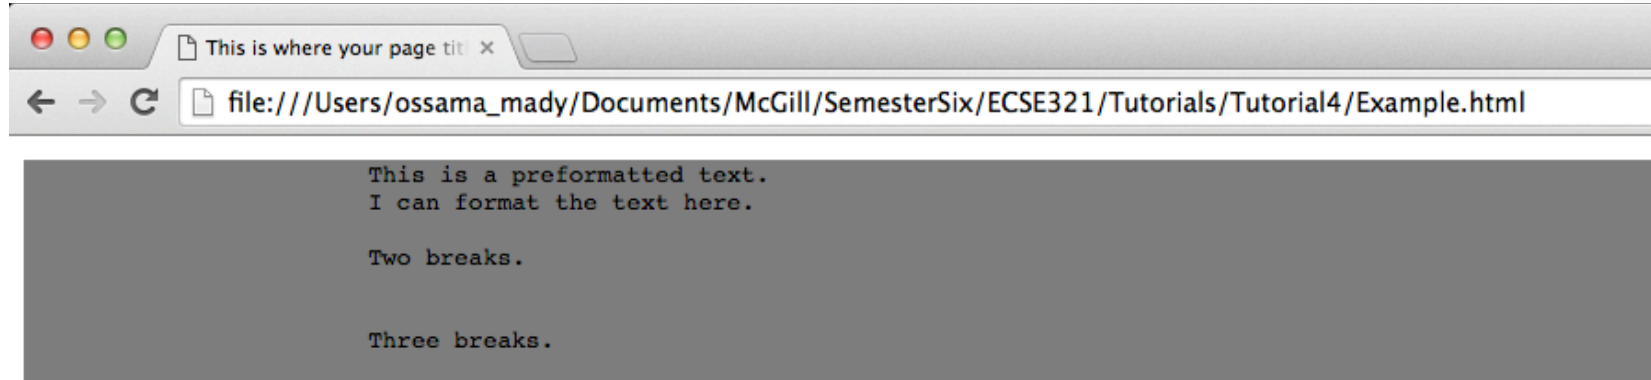 This is where your page tit
file:///Users/ossama_mady/Documents/McGill/SemesterSix/ECSE321/Tutorials/Tutorial4/Example.html
This is a preformatted text.
I can format the text here.
Two breaks.
Three breaks.